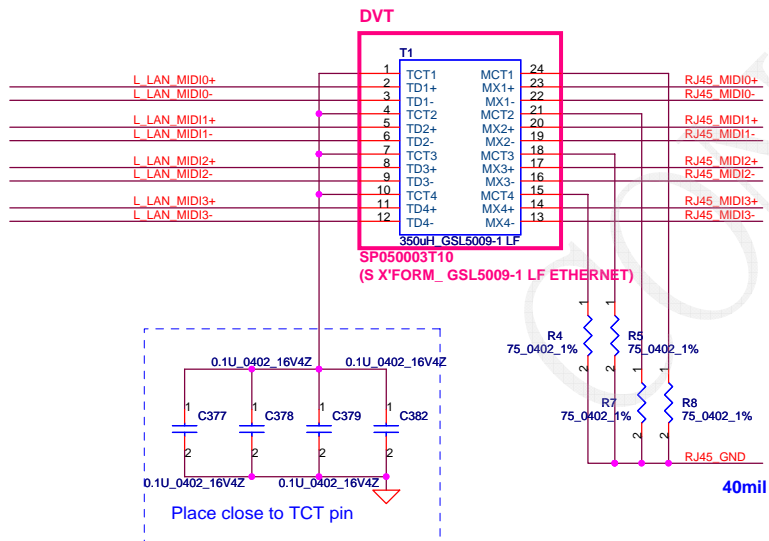 DVT
T1
1 TCT1 MCT1 24
L_LAN_MIDI0+ 2 TD1+ MX1+ 23 RJ45_MIDI0+
L_LAN_MIDI0- 3 TD1- MX1- 22 RJ45_MIDI0-
4 TCT2 MCT2 21
L_LAN_MIDI1+ 5 TD2+ MX2+ 20 RJ45_MIDI1+
L_LAN_MIDI1- 6 TD2- MX2- 19 RJ45_MIDI1-
7 TCT3 MCT3 18
L_LAN_MIDI2+ 8 TD3+ MX3+ 17 RJ45_MIDI2+
L_LAN_MIDI2- 9 TD3- MX3- 16 RJ45_MIDI2-
10 TCT4 MCT4 15
L_LAN_MIDI3+ 11 TD4+ MX4+ 14 RJ45_MIDI3+
L_LAN_MIDI3- 12 TD4- MX4- 13 RJ45_MIDI3-
350uH_GSL5009-1 LF
SP050003T10
(S X'FORM_ GSL5009-1 LF ETHERNET)
1 1
R4 R5
75_0402_1% 75_0402_1%
2 2
0.1U_0402_16V4Z 0.1U_0402_16V4Z
1 1
R7 R8
75_0402_1% 75_0402_1%
2 2
1 1 1 1
C377 C378 C379 C382
2 2 2 2
RJ45_GND
0.1U_0402_16V4Z 0.1U_0402_16V4Z
40mil
Place close to TCT pin